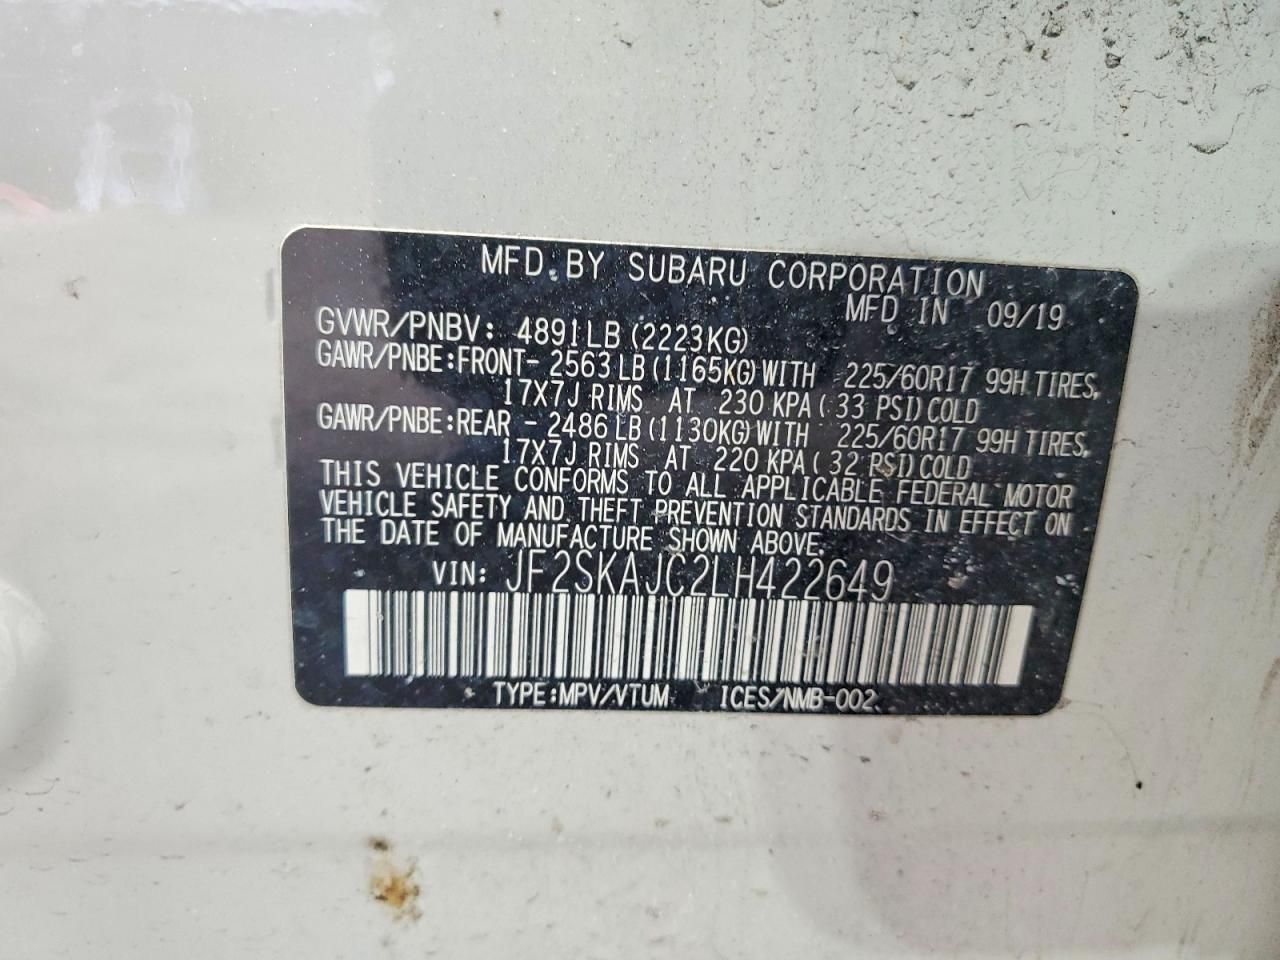 MFD. BY SUBARU CORPORATION
MFD IN 09/19
GVWR/PNBV: 4891LB (2223KG)
GAWR/PNBE:FRONT- 2563 LB (1165KG) WITH 225/60R17 99H TIRES,
17X7J RIMS AT 230 KPA ( 33 PSI) COLD
GAWR/PNBE:REAR - 2486 LB (1130KG) WITH 225/60R17 99H TIRES,
17X7J RIMS AT 220 KPA ( 32 PSI) COLD
THIS VEHICLE CONFORMS TO ALL APPLICABLE FEDERAL MOTOR
VEHICLE SAFETY AND THEFT PREVENTION STANDARDS IN EFFECT ON
THE DATE OF MANUFACTURE SHOWN ABOVE.
VIN: JF2SKAJC2LH422649
TYPE:MPV/VTUM ICES/NMB-002